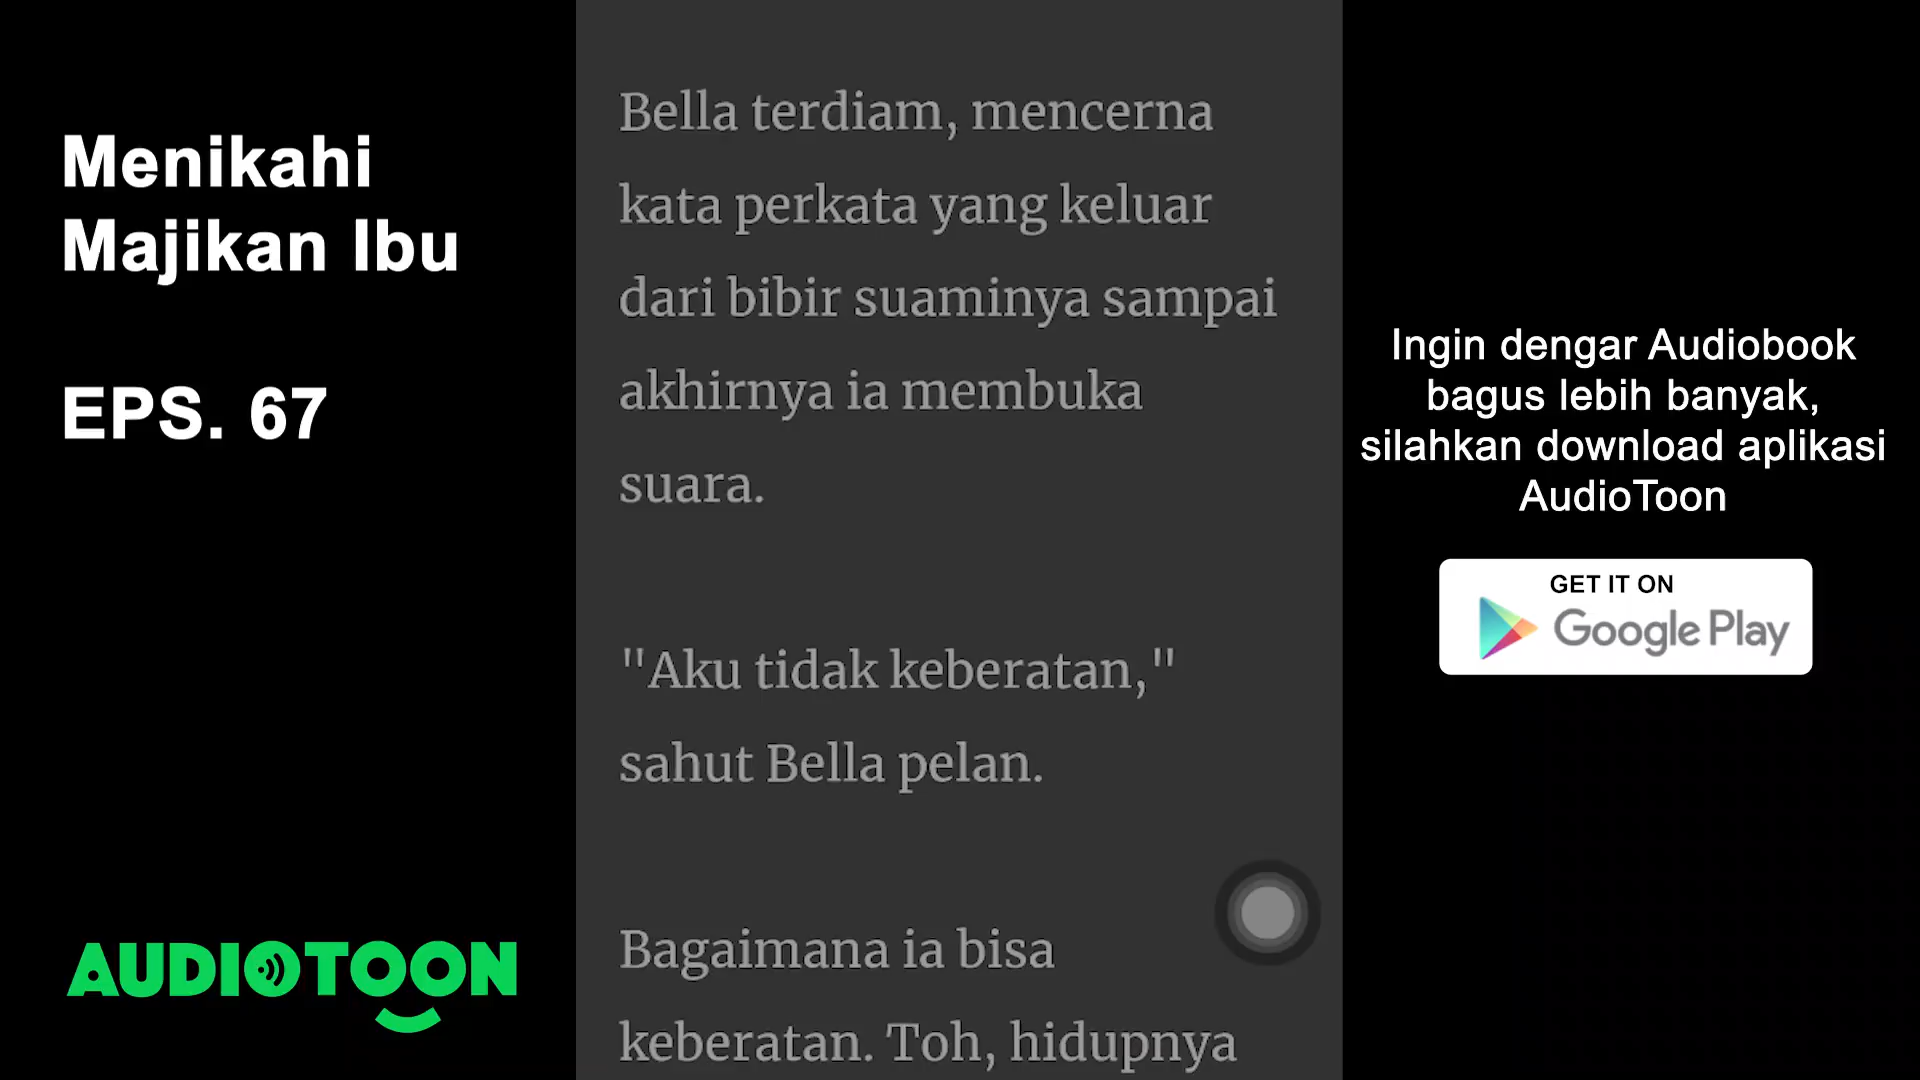 Menikahi
Majikan Ibu
EPS. 67
AUDIOTOON
Bella terdiam, mencerna
kata perkata yang keluar
dari bibir suaminya sampai
akhirnya ia membuka
suara.
"Aku tidak keberatan,"
sahut Bella pelan.
Bagaimana ia bisa
keberatan. Toh, hidupnya
Ingin dengar Audiobook
bagus lebih banyak,
silahkan download aplikasi
AudioToon
GET IT ON
Google Play